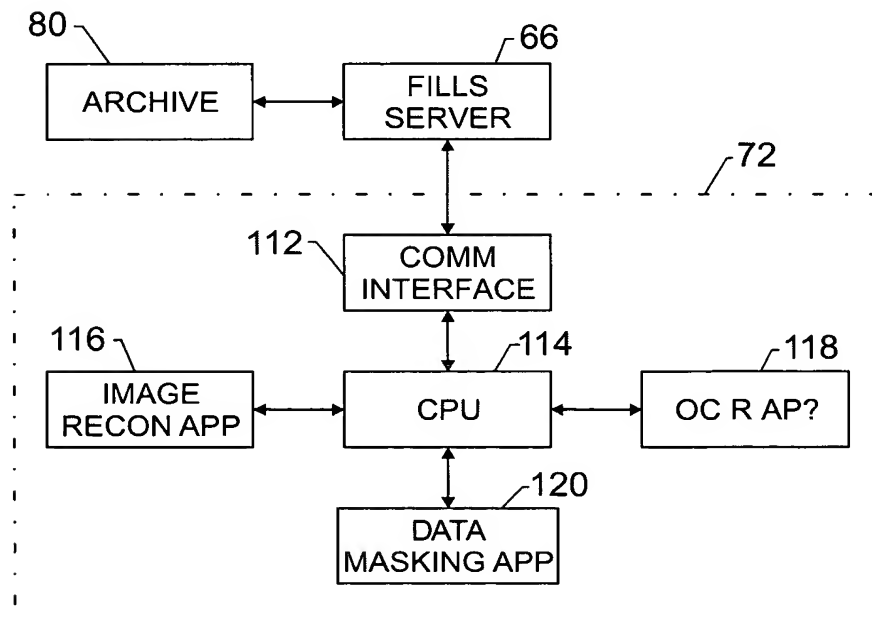 80
66
ARCHIVE
FILLS
SERVER
72
112
COMM
INTERFACE
116
114
118
IMAGE
RECON APP
CPU
OC R AP?
120
DATA
MASKING APP